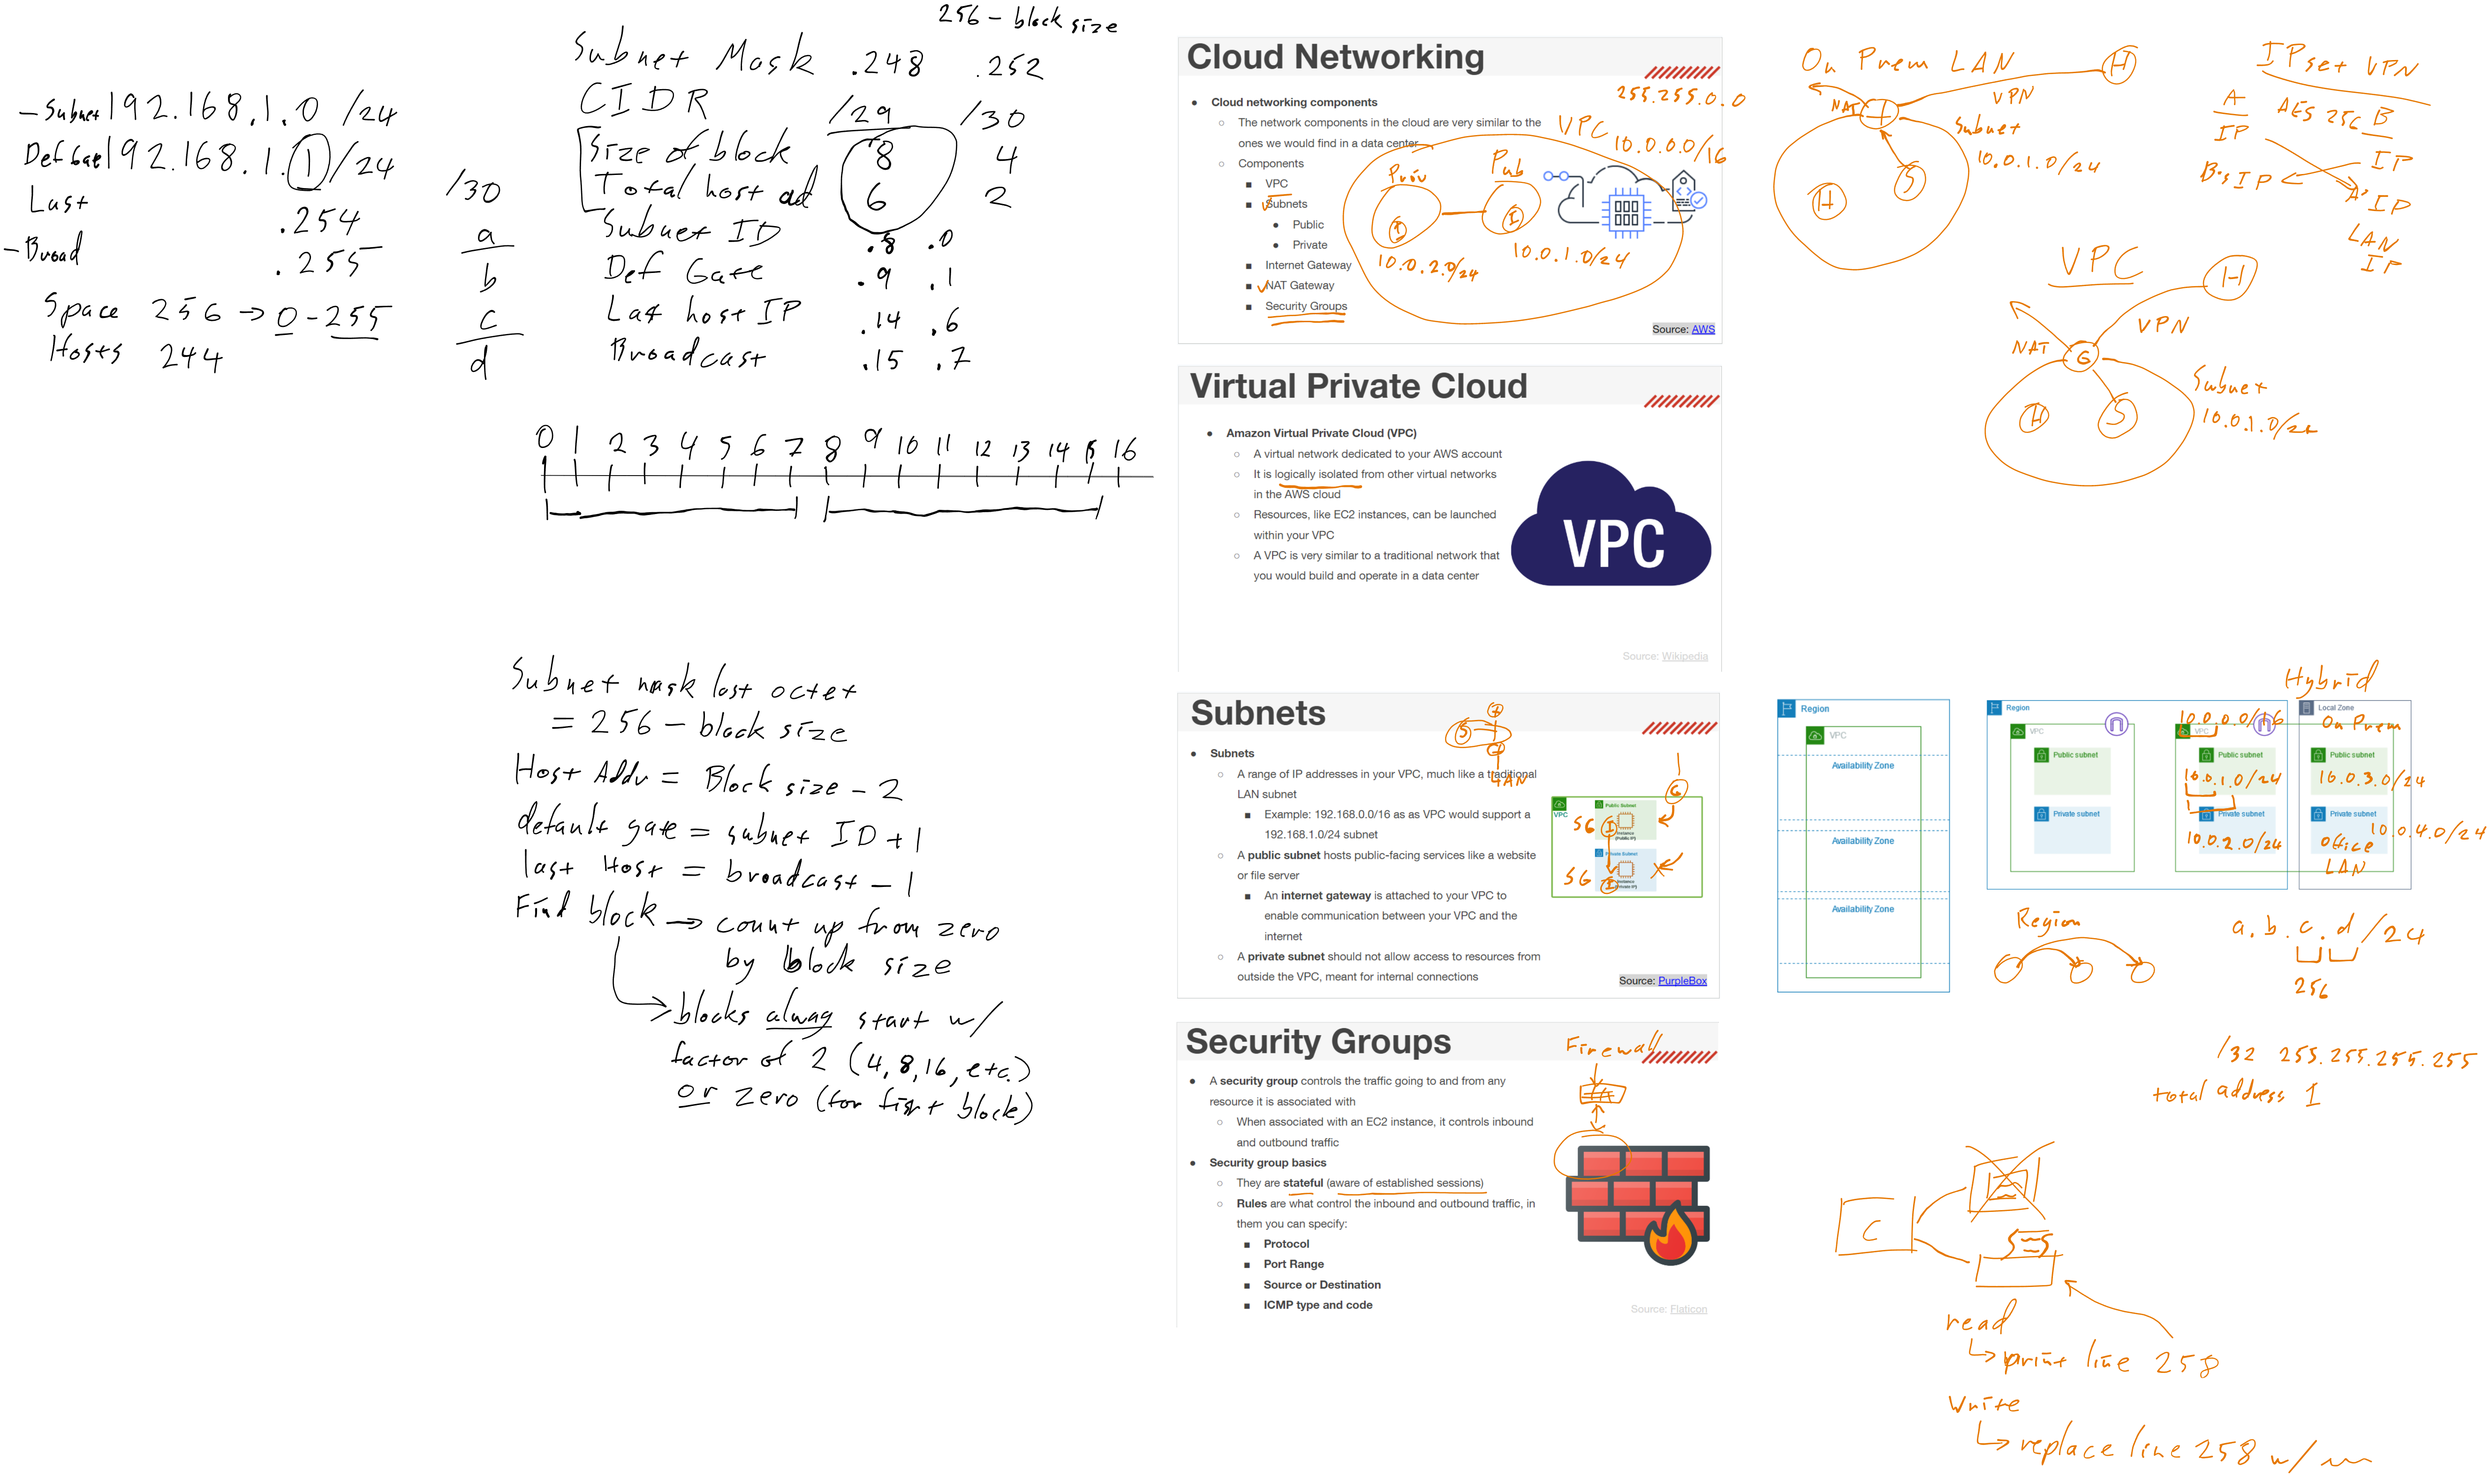 - Subnet 192.168.1.0 /24
Def Gate 192.168.1.1 /24
Last .254
- Broad .255
Space 256 → 0 - 255
Hosts 244
/30
a
b
c
d
256 - block size
Subnet Mask .248 .252
CIDR /29 /30
Size of block 8 4
Total host ad 6 2
Subnet ID .8 .0
Def Gate .9 .1
Last host IP .14 .6
Broadcast .15 .7
0 1 2 3 4 5 6 7 8 9 10 11 12 13 14 15 16
Subnet mask last octet
= 256 - block size
Host Addr = Block size - 2
default gate = subnet ID + 1
last Host = broadcast - 1
Find block → count up from zero
by block size
blocks alway start w/
factor of 2 (4, 8, 16, etc.)
or zero (for first block)
Cloud Networking
255.255.0.0
● Cloud networking components
○ The network components in the cloud are very similar to the
ones we would find in a data center
○ Components
■ VPC
■ Subnets
● Public
● Private
■ Internet Gateway
■ NAT Gateway
■ Security Groups
VPC
10.0.0.0/16
Priv
Pub
I
I
10.0.2.0/24
10.0.1.0/24
Source: AWS
Virtual Private Cloud
● Amazon Virtual Private Cloud (VPC)
○ A virtual network dedicated to your AWS account
○ It is logically isolated from other virtual networks
in the AWS cloud
○ Resources, like EC2 instances, can be launched
within your VPC
○ A VPC is very similar to a traditional network that
you would build and operate in a data center
VPC
Source: Wikipedia
Subnets
S
LAN
● Subnets
○ A range of IP addresses in your VPC, much like a traditional
LAN subnet
■ Example: 192.168.0.0/16 as as VPC would support a
192.168.1.0/24 subnet
○ A public subnet hosts public-facing services like a website
or file server
■ An internet gateway is attached to your VPC to
enable communication between your VPC and the
internet
○ A private subnet should not allow access to resources from
outside the VPC, meant for internal connections
G
VPC
Public Subnet
SG I
Instance
(Public IP)
Private Subnet
SG I
Instance
(Private IP)
Source: PurpleBox
Security Groups
Firewall
● A security group controls the traffic going to and from any
resource it is associated with
○ When associated with an EC2 instance, it controls inbound
and outbound traffic
● Security group basics
○ They are stateful (aware of established sessions)
○ Rules are what control the inbound and outbound traffic, in
them you can specify:
■ Protocol
■ Port Range
■ Source or Destination
■ ICMP type and code
Source: Flaticon
On Prem LAN
H
NAT
VPN
Subnet
10.0.1.0/24
H
S
IPset VPN
A AES 256 B
IP
IP
B's IP
A's IP
LAN
IP
VPC
H
VPN
NAT
G
Subnet
10.0.1.0/24
H
S
Region
VPC
Availability Zone
Availability Zone
Availability Zone
Hybrid
Region
VPC
Public subnet
Private subnet
10.0.0.0/16
VPC
Public subnet
10.0.1.0/24
Private subnet
10.0.2.0/24
Local Zone
On Prem
Public subnet
10.0.3.0/24
Private subnet
10.0.4.0/24
Office
LAN
Region
a.b.c.d/24
256
/32 255.255.255.255
total address 1
C
read
↳ print line 258
Write
↳ replace line 258 w/